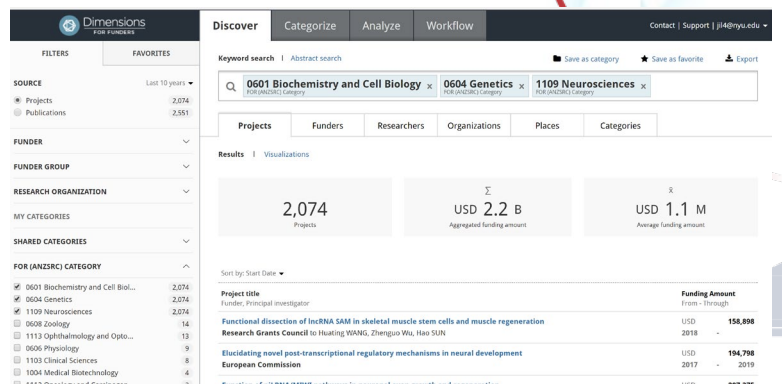 Dimensions
FOR FUNDERS
Discover
Categorize
Analyze
Workflow
Contact | Support | jil4@nyu.edu
FILTERS
FAVORITES
SOURCE
Last 10 years
Projects 2,074
Publications 2,551
FUNDER
FUNDER GROUP
RESEARCH ORGANIZATION
MY CATEGORIES
SHARED CATEGORIES
FOR (ANZSRC) CATEGORY
0601 Biochemistry and Cell Biol... 2,074
0604 Genetics 2,074
1109 Neurosciences 2,074
0608 Zoology 14
1113 Ophthalmology and Opto... 13
0606 Physiology 9
1103 Clinical Sciences 8
1004 Medical Biotechnology 4
Keyword search | Abstract search
Save as category
Save as favorite
Export
0601 Biochemistry and Cell Biology x
FOR (ANZSRC) Category
0604 Genetics x
FOR (ANZSRC) Category
1109 Neurosciences x
FOR (ANZSRC) Category
Projects
Funders
Researchers
Organizations
Places
Categories
Results | Visualizations
2,074
Projects
Σ
USD 2.2 B
Aggregated funding amount
x̄
USD 1.1 M
Average funding amount
Sort by: Start Date
Project title
Funder, Principal investigator
Funding Amount
From - Through
Functional dissection of lncRNA SAM in skeletal muscle stem cells and muscle regeneration
Research Grants Council to Huating WANG, Zhenguo Wu, Hao SUN
USD 158,898
2018 -
Elucidating novel post-transcriptional regulatory mechanisms in neural development
European Commission
USD 194,798
2017 - 2019